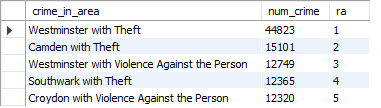 crime_in_area num_crime ra
Westminster with Theft 44823 1
Camden with Theft 15101 2
Westminster with Violence Against the Person 12749 3
Southwark with Theft 12365 4
Croydon with Violence Against the Person 12320 5